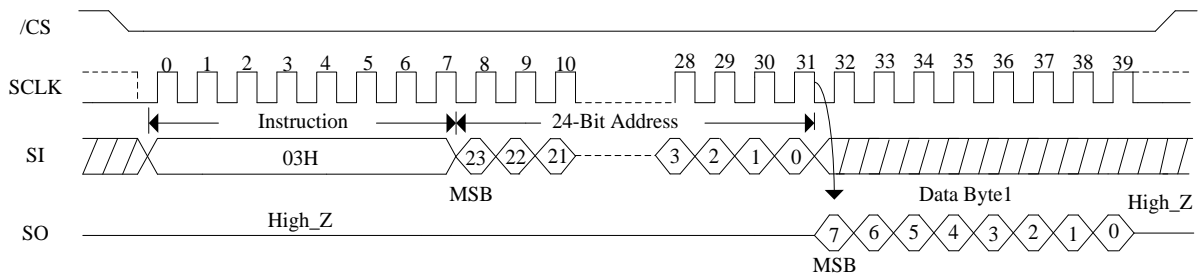 /CS
0 1 2 3 4 5 6 7 8 9 10 28 29 30 31 32 33 34 35 36 37 38 39
SCLK
Instruction 24-Bit Address
SI 03H 23 22 21 3 2 1 0
MSB Data Byte1 High_Z
High_Z
SO 7 6 5 4 3 2 1 0
MSB